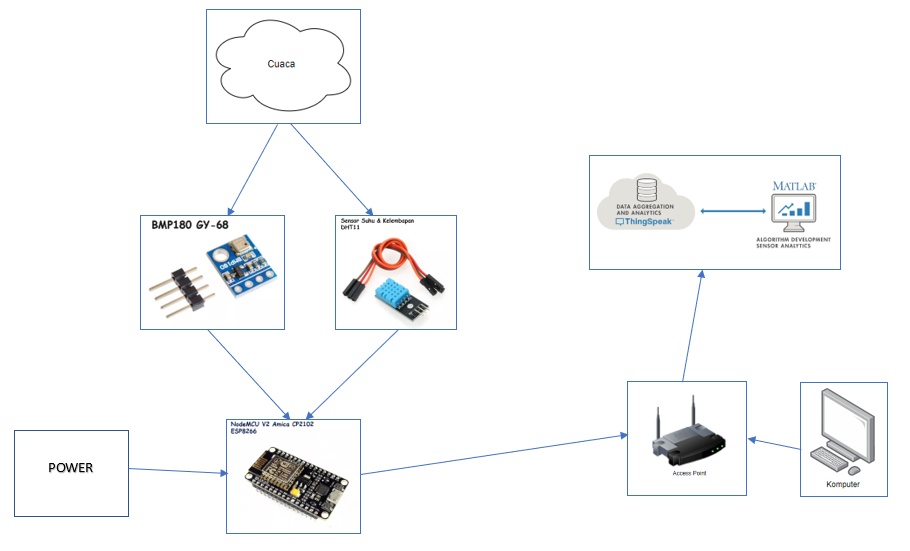 Cuaca
BMP180 GY-68
Sensor Suhu & Kelembapan
DHT11
DATA AGGREGATION
AND ANALYTICS
ThingSpeak™
MATLAB®
ALGORITHM DEVELOPMENT
SENSOR ANALYTICS
NodeMCU V2 Amica CP2102
ESP8266
POWER
Access Point
Komputer